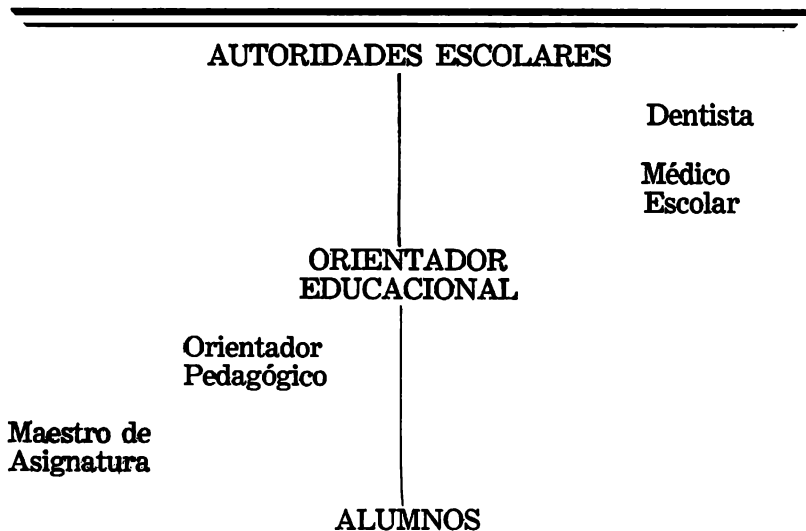 AUTORIDADES ESCOLARES
Dentista
Médico
Escolar
ORIENTADOR
EDUCACIONAL
Orientador
Pedagógico
Maestro de
Asignatura
ALUMNOS